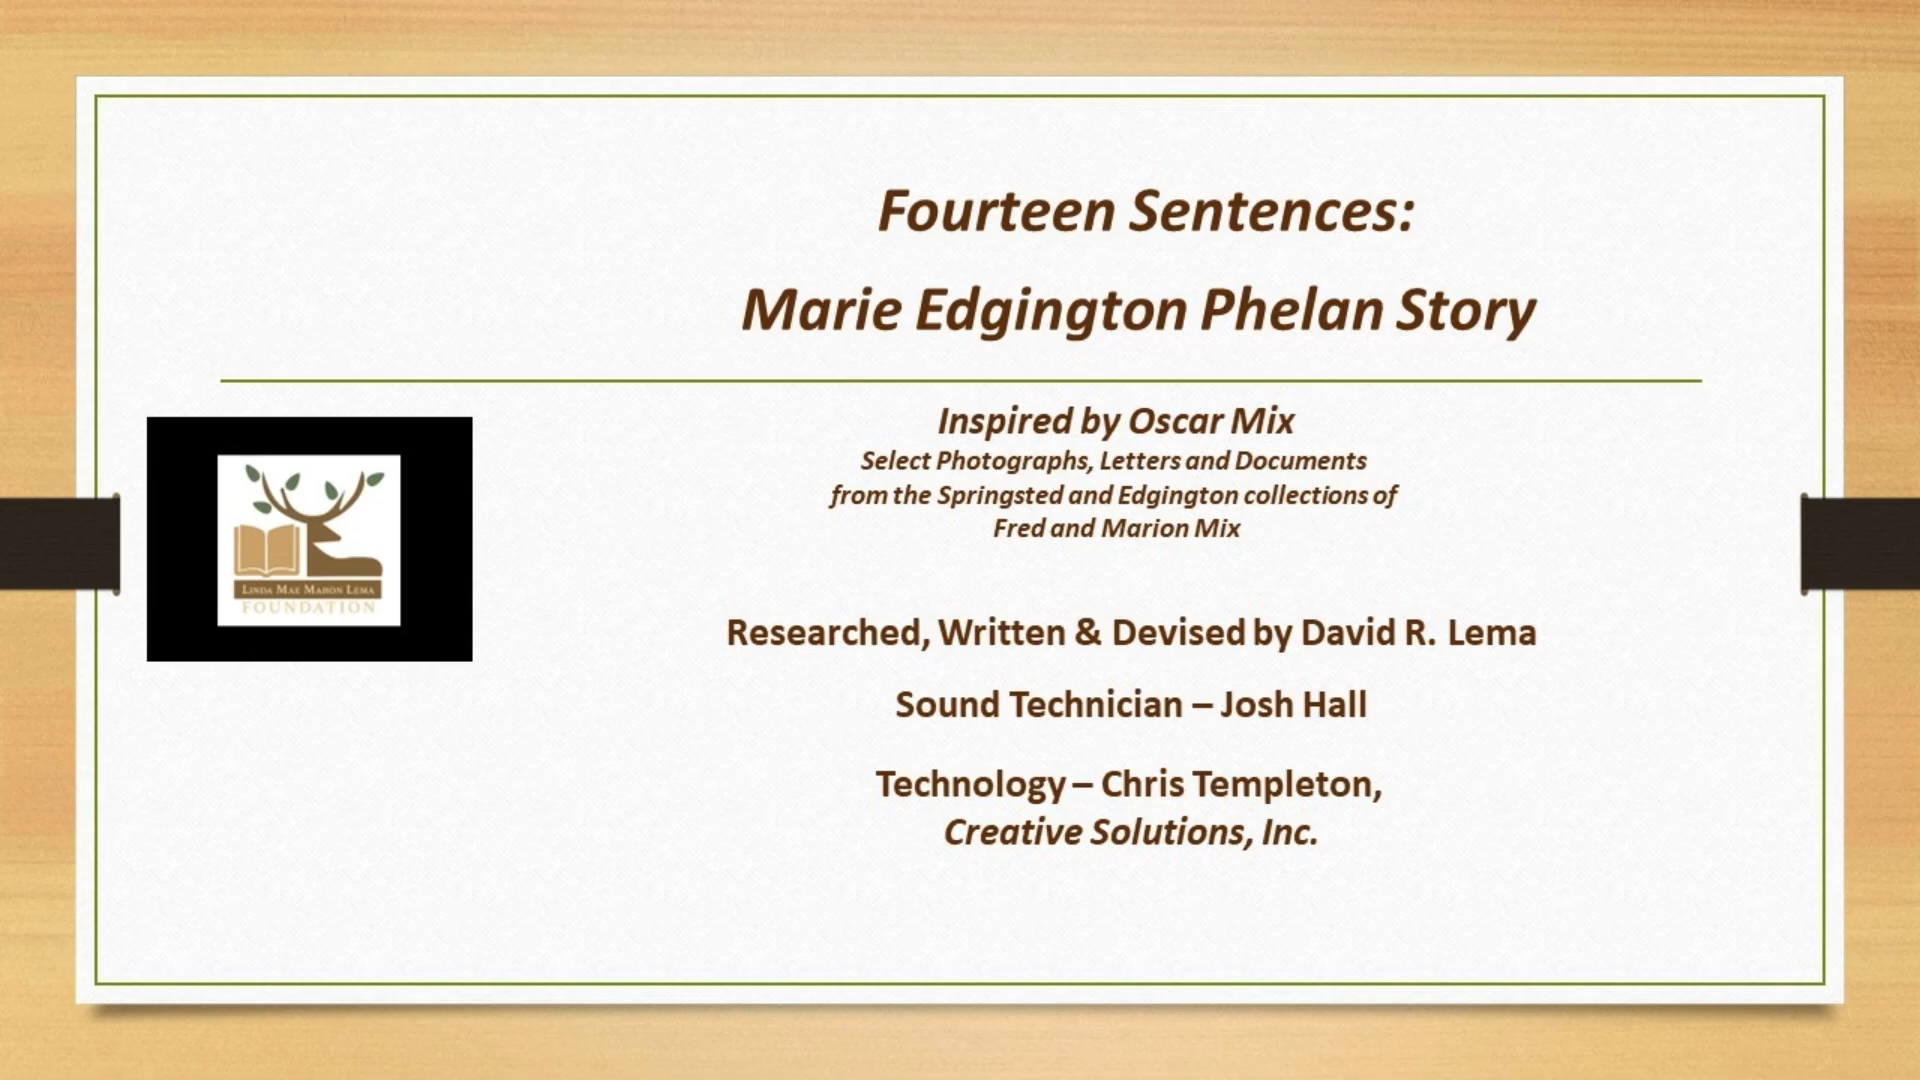 Fourteen Sentences:
Marie Edgington Phelan Story
Inspired by Oscar Mix
Select Photographs, Letters and Documents
from the Springsted and Edgington collections of
Fred and Marion Mix
LINDA MAE MAHON LEMA
FOUNDATION
Researched, Written & Devised by David R. Lema
Sound Technician – Josh Hall
Technology – Chris Templeton,
Creative Solutions, Inc.